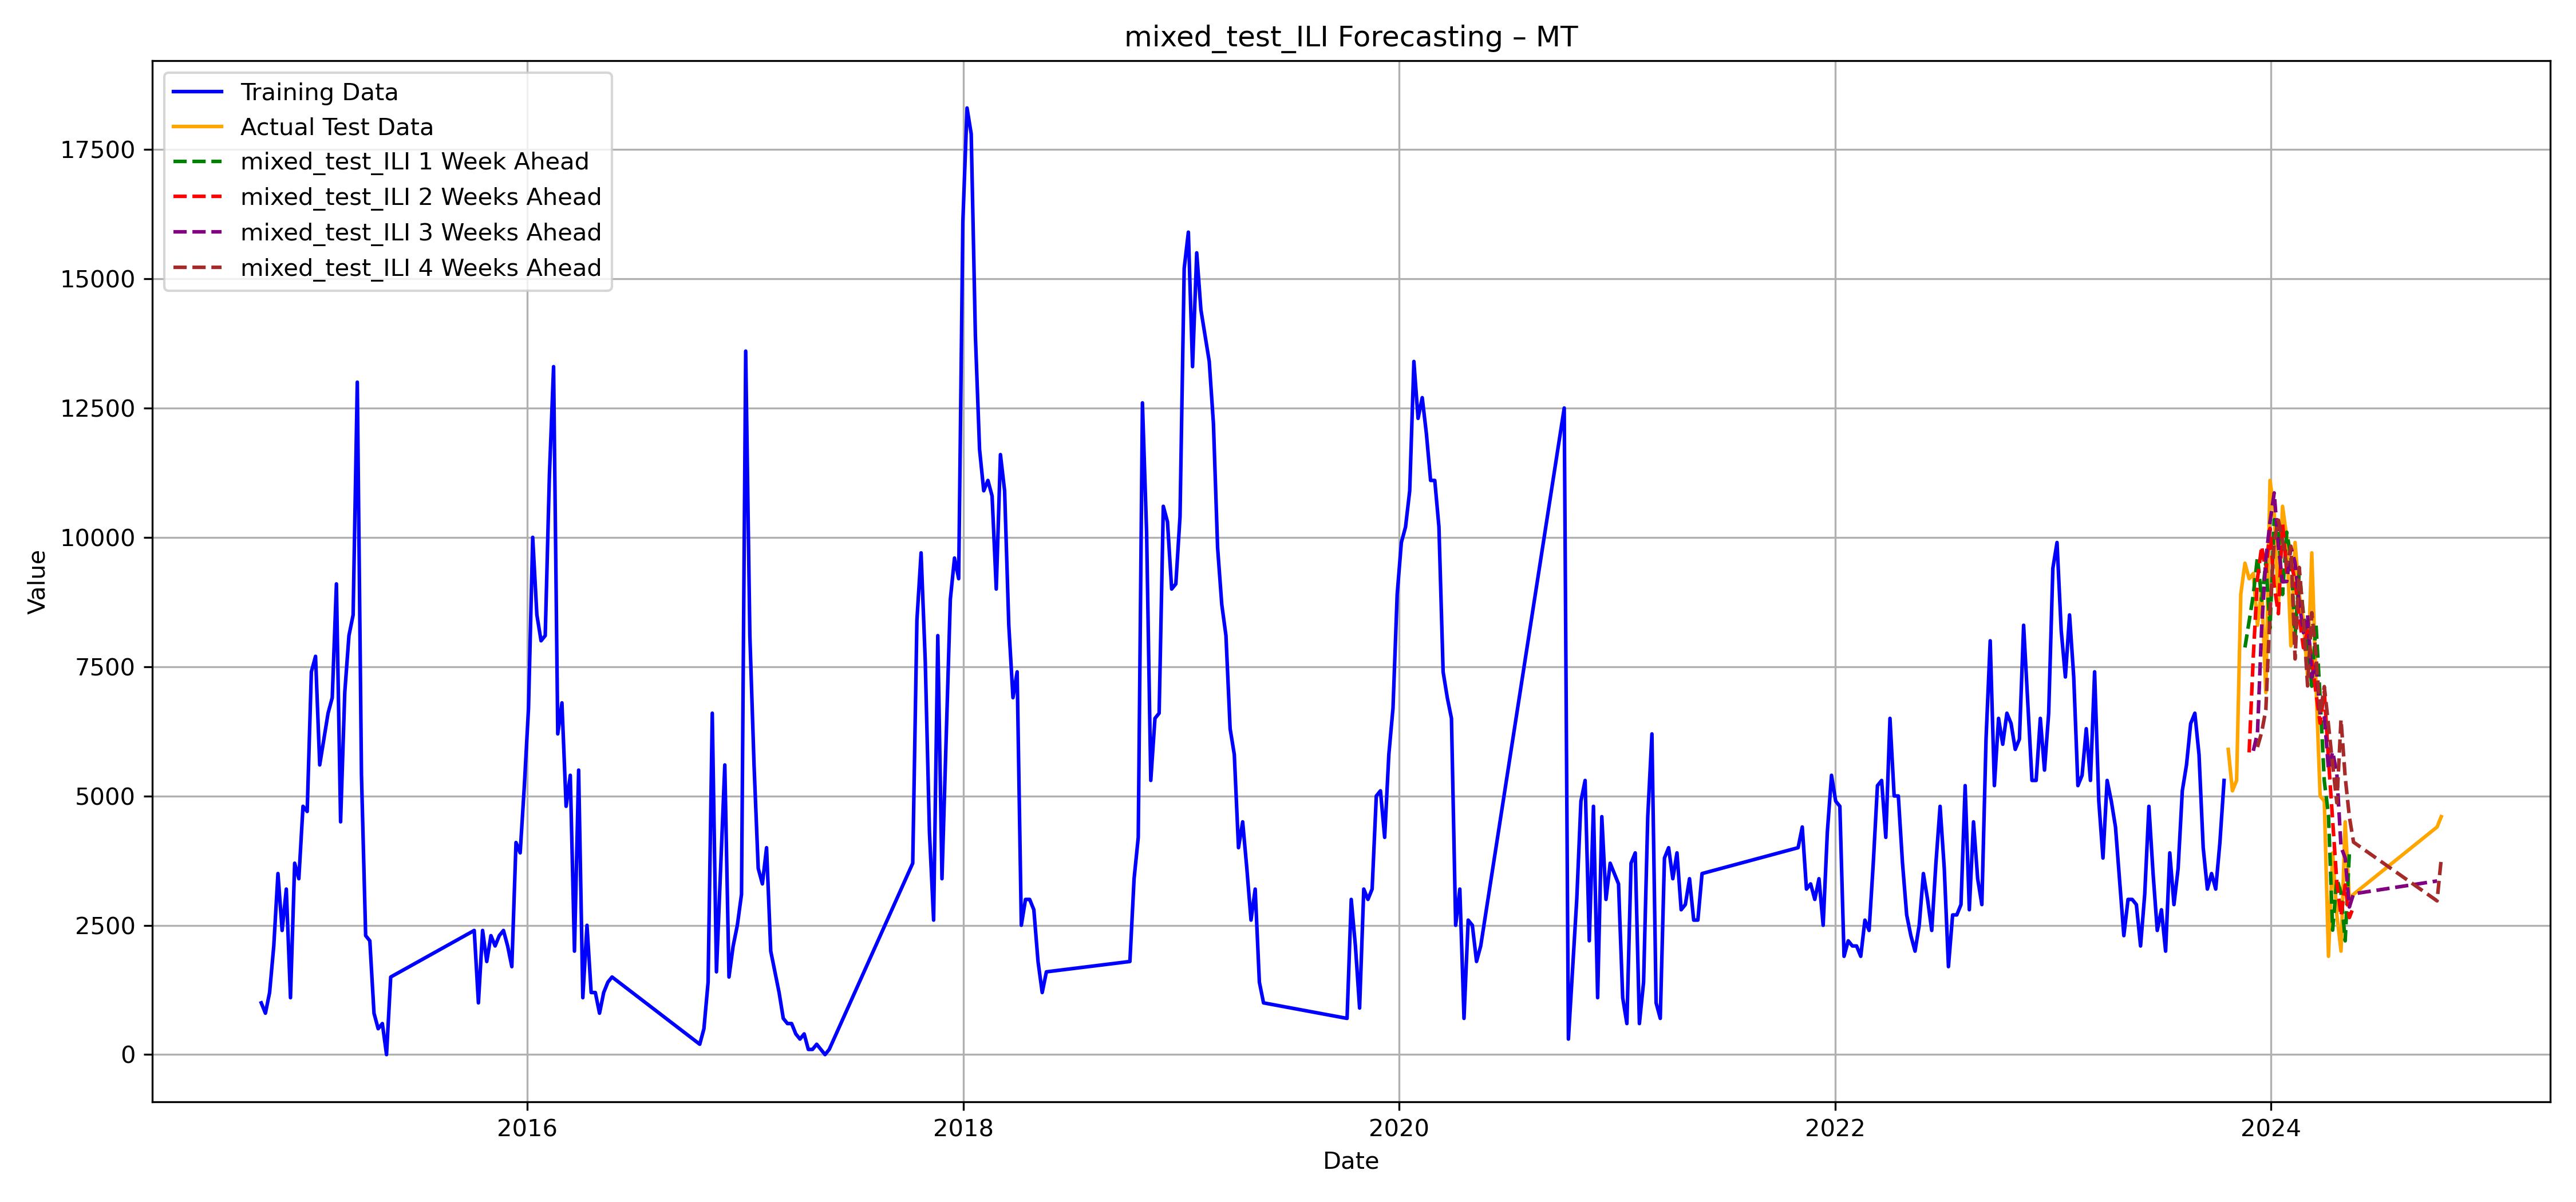 mixed_test_ILI Forecasting – MT
Training Data
Actual Test Data
mixed_test_ILI 1 Week Ahead
mixed_test_ILI 2 Weeks Ahead
mixed_test_ILI 3 Weeks Ahead
mixed_test_ILI 4 Weeks Ahead
Value
17500
15000
12500
10000
7500
5000
2500
0
2016
2018
2020
2022
2024
Date